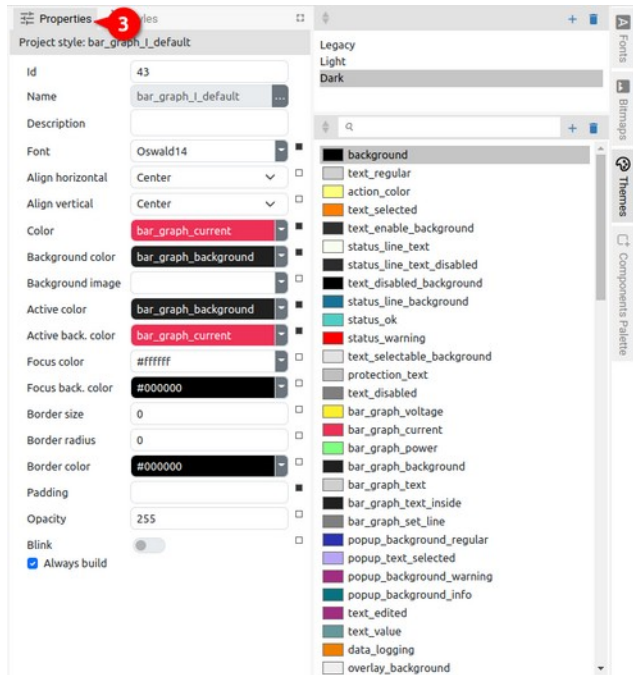 Properties
3
yles
Project style: bar_graph_I_default
Id 43
Name bar_graph_I_default ...
Description
Font Oswald14
Align horizontal Center
Align vertical Center
Color bar_graph_current
Background color bar_graph_background
Background image
Active color bar_graph_background
Active back. color bar_graph_current
Focus color #ffffff
Focus back. color #000000
Border size 0
Border radius 0
Border color #000000
Padding
Opacity 255
Blink
Always build
Legacy
Light
Dark
background
text_regular
action_color
text_selected
text_enable_background
status_line_text
status_line_text_disabled
text_disabled_background
status_line_background
status_ok
status_warning
text_selectable_background
protection_text
text_disabled
bar_graph_voltage
bar_graph_current
bar_graph_power
bar_graph_background
bar_graph_text
bar_graph_text_inside
bar_graph_set_line
popup_background_regular
popup_text_selected
popup_background_warning
popup_background_info
text_edited
text_value
data_logging
overlay_background
Fonts
Bitmaps
Themes
Components Palette